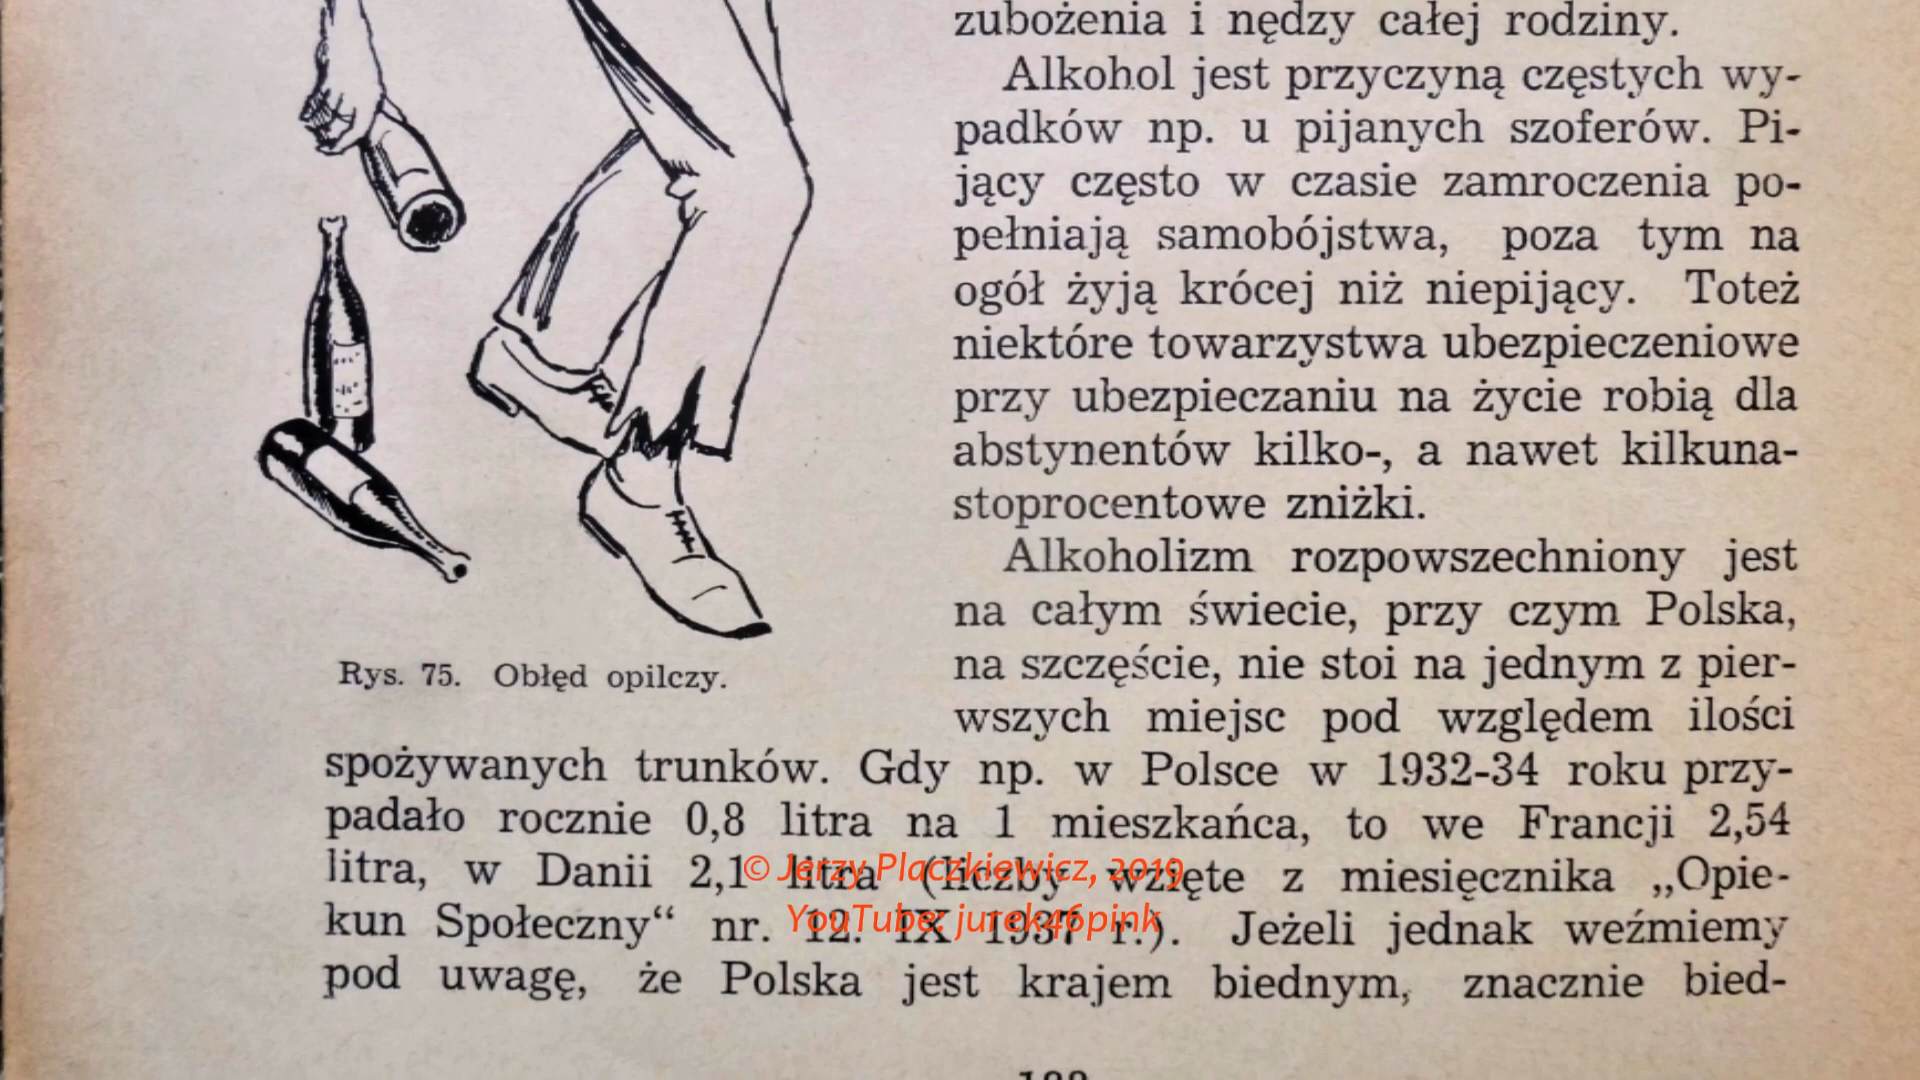 zubożenia i nędzy całej rodziny.
Alkohol jest przyczyną częstych wy-
padków np. u pijanych szoferów. Pi-
jący często w czasie zamroczenia po-
pełniają samobójstwa, poza tym na
ogół żyją krócej niż niepijący. Toteż
niektóre towarzystwa ubezpieczeniowe
przy ubezpieczaniu na życie robią dla
abstynentów kilko-, a nawet kilkuna-
stoprocentowe zniżki.
Alkoholizm rozpowszechniony jest
na całym świecie, przy czym Polska,
na szczęście, nie stoi na jednym z pier-
wszych miejsc pod względem ilości
Rys. 75. Obłęd opilczy.
spożywanych trunków. Gdy np. w Polsce w 1932-34 roku przy-
padało rocznie 0,8 litra na 1 mieszkańca, to we Francji 2,54
litra, w Danii 2,1 litra (liczby wzięte z miesięcznika „Opie-
kun Społeczny“ nr. 12. IX 1937 r.). Jeżeli jednak weźmiemy
pod uwagę, że Polska jest krajem biednym, znacznie bied-
© Jerzy Placzkiewicz, 2019
YouTube: jurek46pink